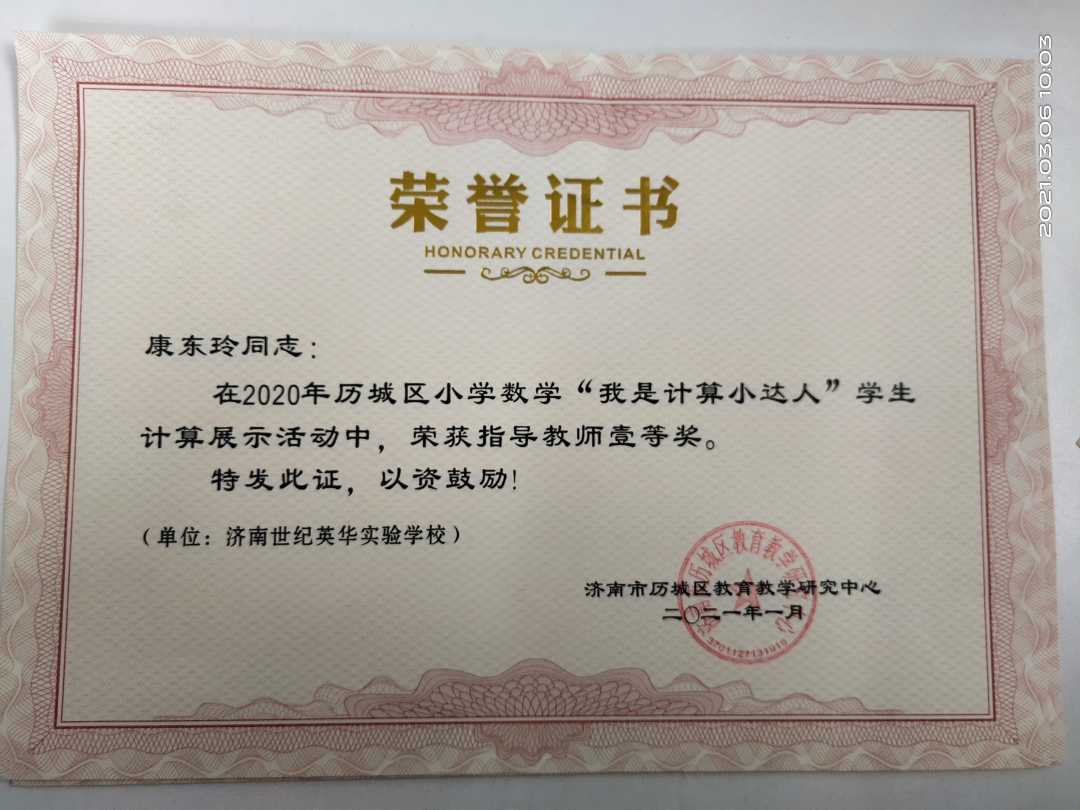 荣誉证书
HONORARY CREDENTIAL
康东玲同志：
在2020年历城区小学数学“我是计算小达人”学生
计算展示活动中，荣获指导教师壹等奖。
特发此证，以资鼓励！
（单位：济南世纪英华实验学校）
济南市历城区教育教学研究中心
二〇二一年一月
2021.03.06 10:03